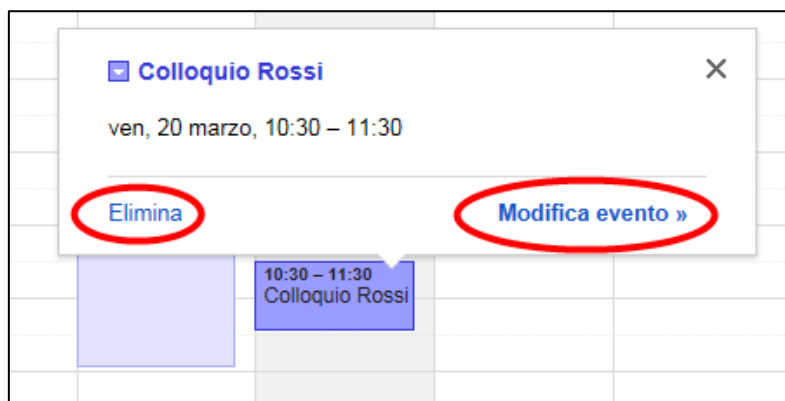 Colloquio Rossi
ven, 20 marzo, 10:30 – 11:30
Elimina
Modifica evento »
10:30 – 11:30
Colloquio Rossi